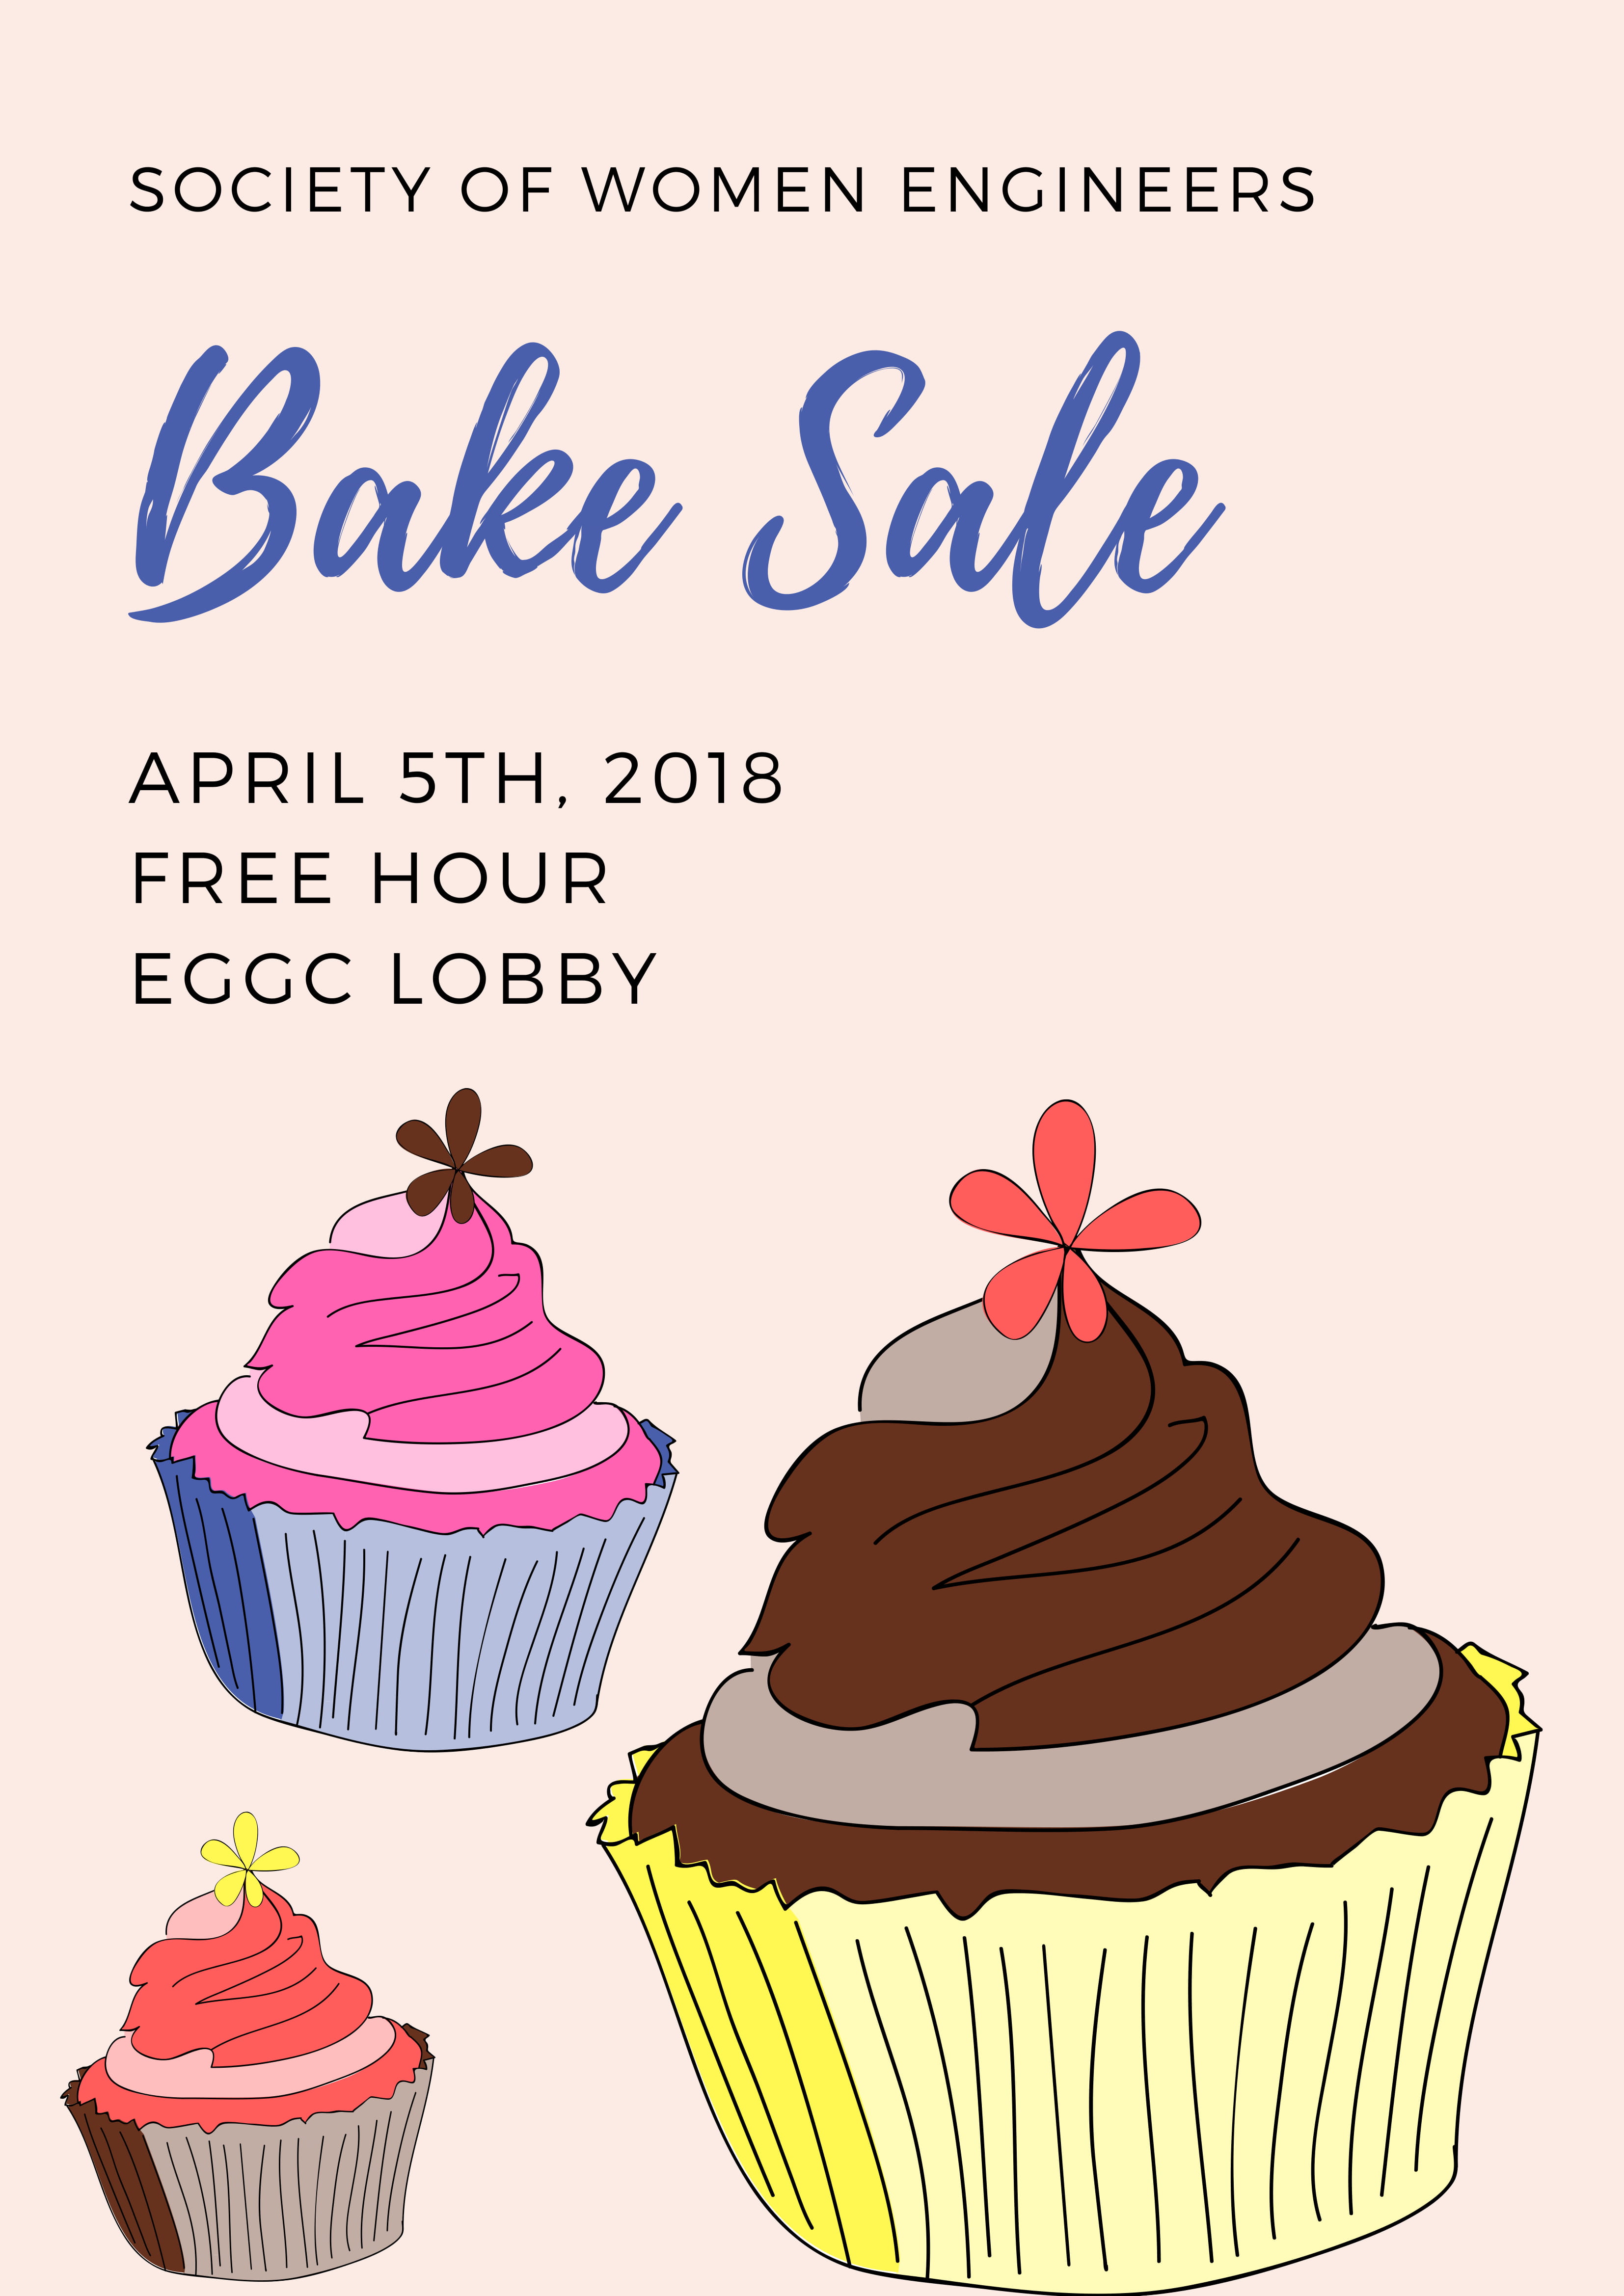 SOCIETY OF WOMEN ENGINEERS
Bake Sale
APRIL 5TH, 2018
FREE HOUR
EGGC LOBBY